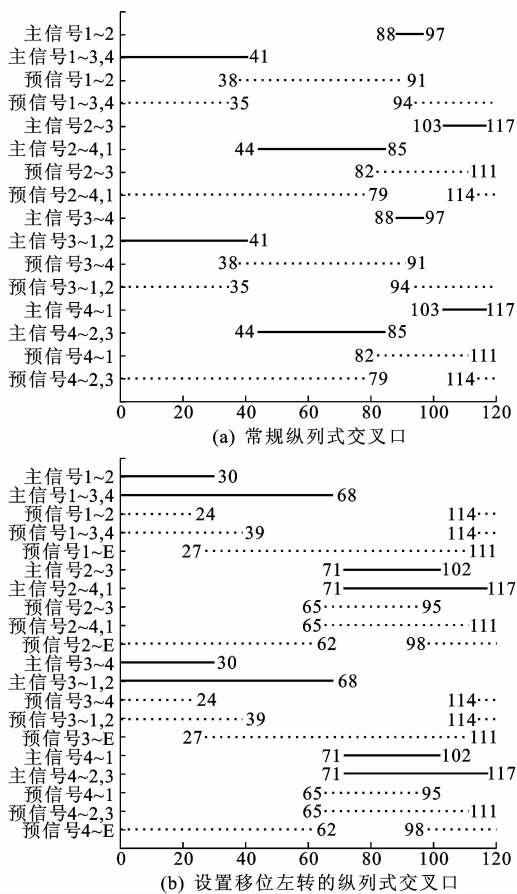 主信号1~2 88 97
主信号1~3,4 41
预信号1~2 38 91
预信号1~3,4 35 94
主信号2~3 103 117
主信号2~4,1 44 85
预信号2~3 82 111
预信号2~4,1 79 114
主信号3~4 88 97
主信号3~1,2 41
预信号3~4 38 91
预信号3~1,2 35 94
主信号4~1 103 117
主信号4~2,3 44 85
预信号4~1 82 111
预信号4~2,3 79 114
0 20 40 60 80 100 120
(a) 常规纵列式交叉口
主信号1~2 30
主信号1~3,4 68
预信号1~2 24 114
预信号1~3,4 39 114
预信号1~E 27 111
主信号2~3 71 102
主信号2~4,1 71 117
预信号2~3 65 95
预信号2~4,1 65 111
预信号2~E 62 98
主信号3~4 30
主信号3~1,2 68
预信号3~4 24 114
预信号3~1,2 39 114
预信号3~E 27 111
主信号4~1 71 102
主信号4~2,3 71 117
预信号4~1 65 95
预信号4~2,3 65 111
预信号4~E 62 98
0 20 40 60 80 100 120
(b) 设置移位左转的纵列式交叉口